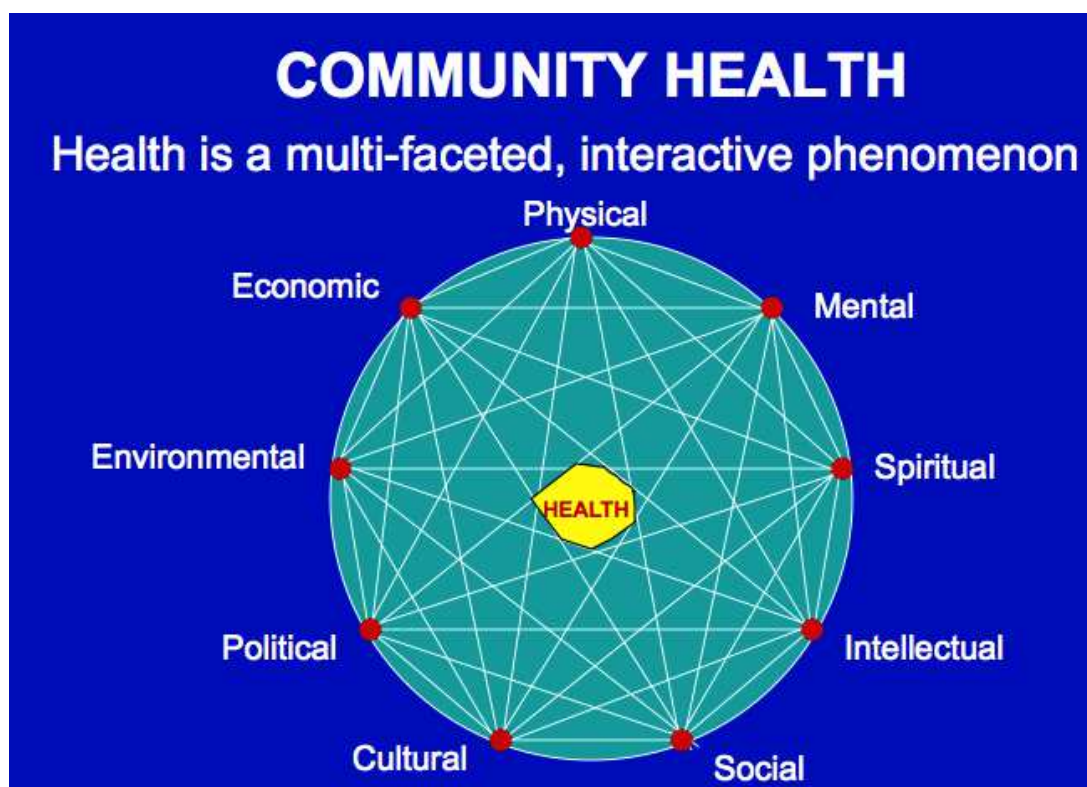 COMMUNITY HEALTH
Health is a multi-faceted, interactive phenomenon
Physical
Economic
Mental
Environmental
Spiritual
HEALTH
Political
Intellectual
Cultural
Social